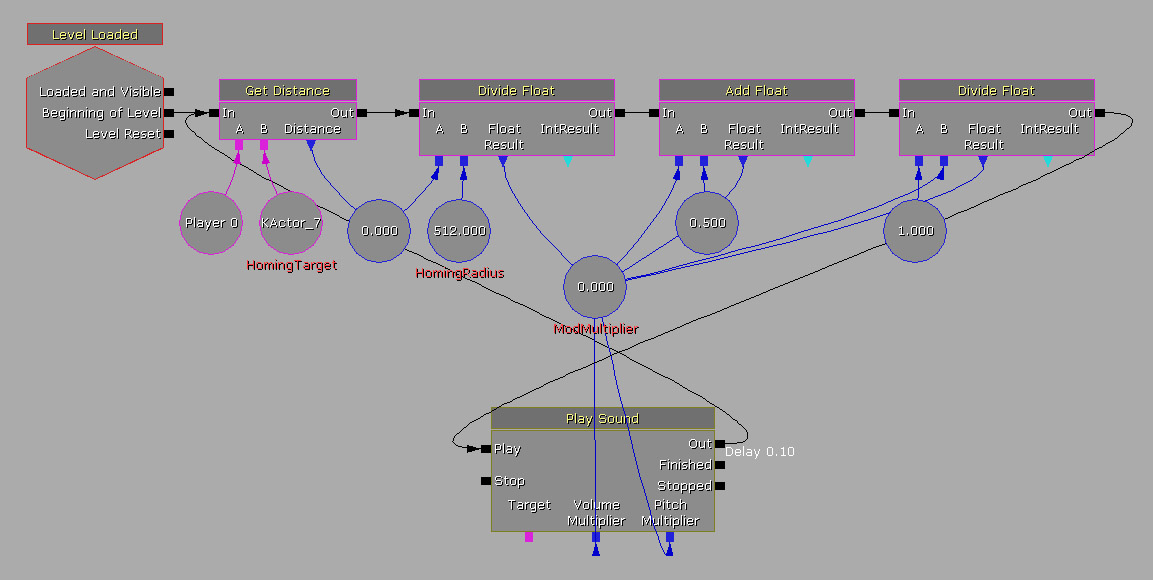 Level Loaded
Loaded and Visible
Beginning of Level
Level Reset
Get Distance
In Out
A B Distance
Divide Float
In Out
A B Float Result IntResult
Add Float
In Out
A B Float Result IntResult
Divide Float
In Out
A B Float Result IntResult
Player 0
KActor_7
HomingTarget
0.000
512.000
HomingRadius
0.500
1.000
0.000
ModMultiplier
Play Sound
Play Out
Delay 0.10
Finished
Stop
Stopped
Target Volume Multiplier Pitch Multiplier